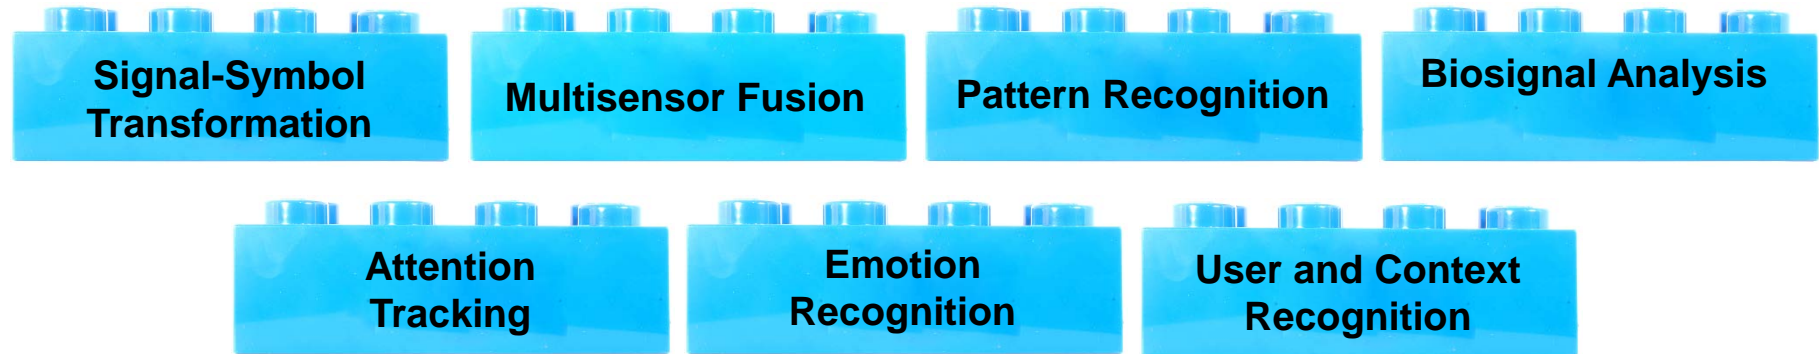 Signal-Symbol
Transformation
Multisensor Fusion
Pattern Recognition
Biosignal Analysis
Attention
Tracking
Emotion
Recognition
User and Context
Recognition